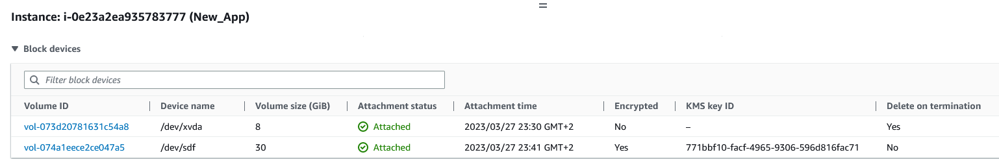 Instance: i-0e23a2ea935783777 (New_App)
Block devices
Filter block devices
Volume ID Device name Volume size (GiB) Attachment status Attachment time Encrypted KMS key ID Delete on termination
vol-073d20781631c54a8 /dev/xvda 8 Attached 2023/03/27 23:30 GMT+2 No – Yes
vol-074a1eece2ce047a5 /dev/sdf 30 Attached 2023/03/27 23:41 GMT+2 Yes 771bbf10-facf-4965-9306-596d816fac71 No